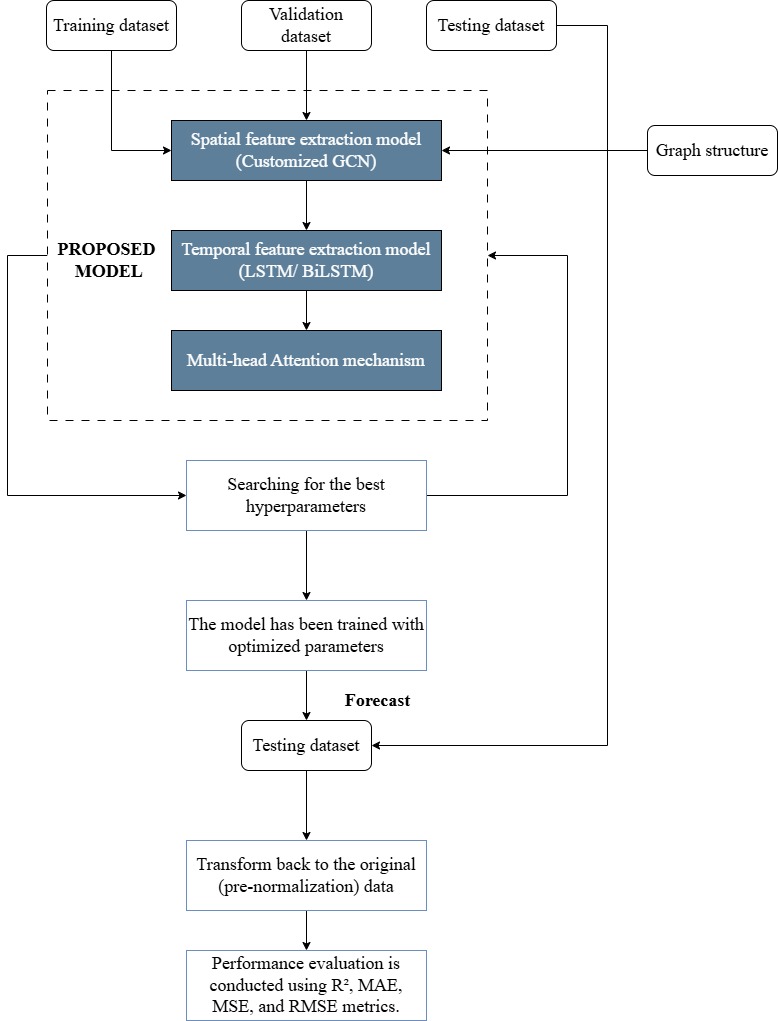 Training dataset
Validation
dataset
Testing dataset
Spatial feature extraction model
(Customized GCN)
Graph structure
PROPOSED
MODEL
Temporal feature extraction model
(LSTM/ BiLSTM)
Multi-head Attention mechanism
Searching for the best
hyperparameters
The model has been trained with
optimized parameters
Forecast
Testing dataset
Transform back to the original
(pre-normalization) data
Performance evaluation is
conducted using R², MAE,
MSE, and RMSE metrics.